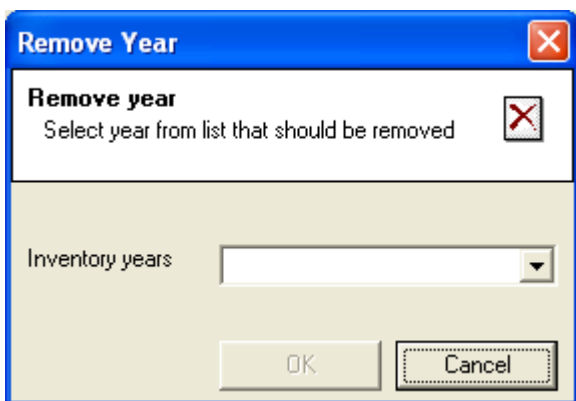 Remove Year
Remove year
Select year from list that should be removed
Inventory years
OK
Cancel